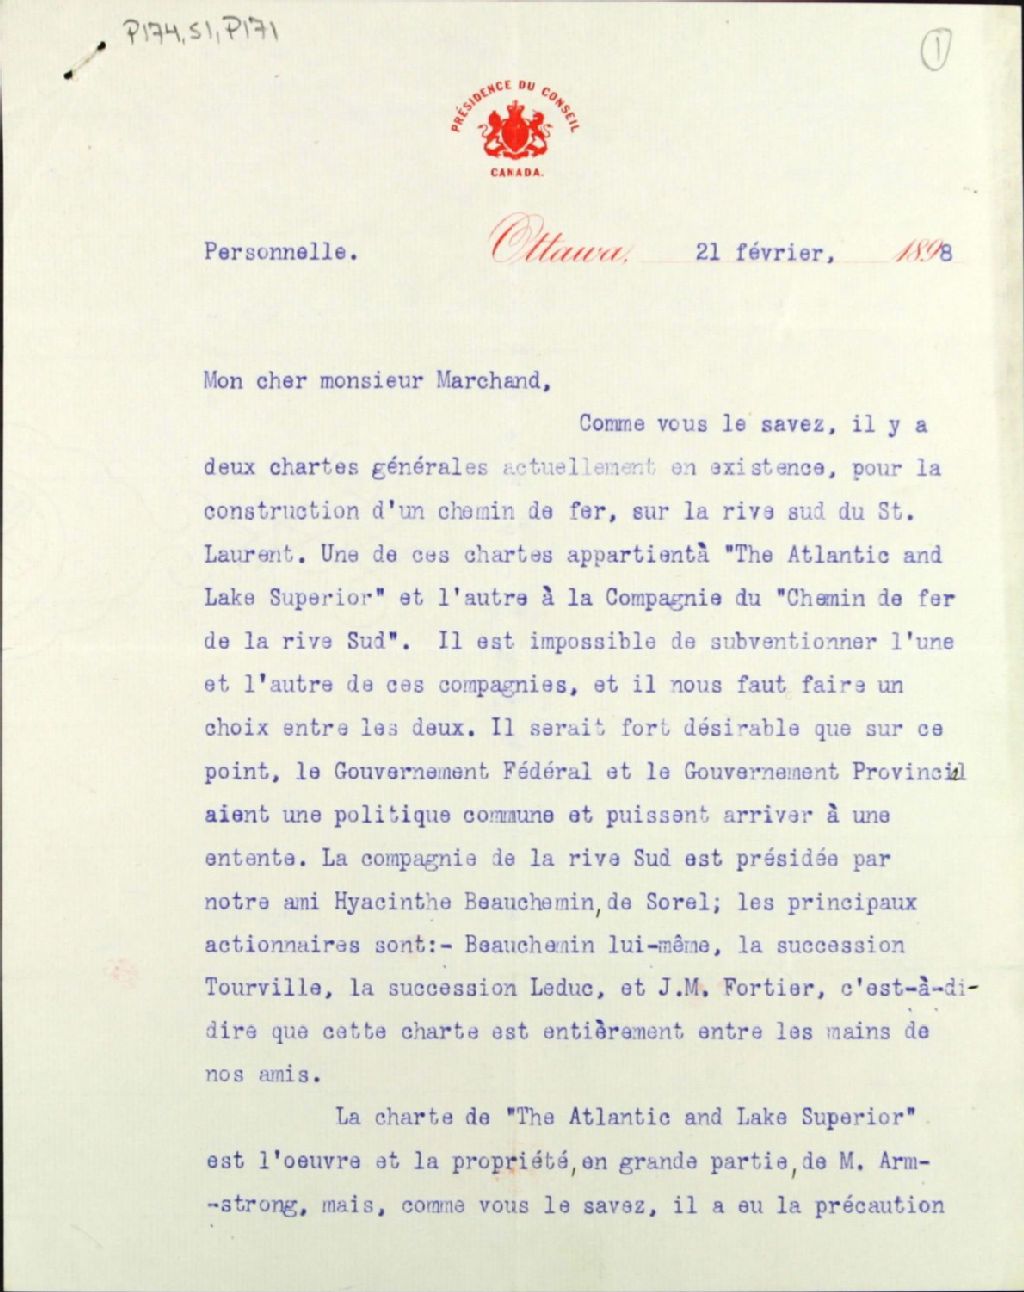 P174,S1,P171
1
PRÉSIDENCE DU CONSEIL
CANADA.
Personnelle. Ottawa, 21 février, 1898
Mon cher monsieur Marchand,
Comme vous le savez, il y a
deux chartes générales actuellement en existence, pour la
construction d'un chemin de fer, sur la rive sud du St.
Laurent. Une de ces chartes appartientà "The Atlantic and
Lake Superior" et l'autre à la Compagnie du "Chemin de fer
de la rive Sud". Il est impossible de subventionner l'une
et l'autre de ces compagnies, et il nous faut faire un
choix entre les deux. Il serait fort désirable que sur ce
point, le Gouvernement Fédéral et le Gouvernement Provincial
aient une politique commune et puissent arriver à une
entente. La compagnie de la rive Sud est présidée par
notre ami Hyacinthe Beauchemin, de Sorel; les principaux
actionnaires sont:- Beauchemin lui-même, la succession
Tourville, la succession Leduc, et J.M. Fortier, c'est-à-di-
dire que cette charte est entièrement entre les mains de
nos amis.
La charte de "The Atlantic and Lake Superior"
est l'oeuvre et la propriété, en grande partie, de M. Arm-
-strong, mais, comme vous le savez, il a eu la précaution